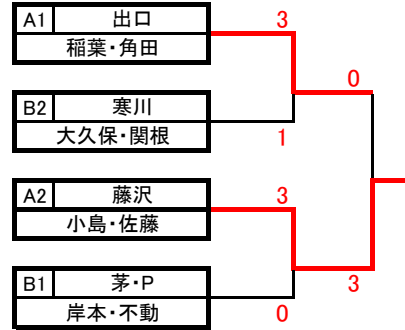 A1 出口 3
稲葉・角田
0
B2 寒川
大久保・関根 1
A2 藤沢 3
小島・佐藤
B1 茅・P 3
岸本・不動 0